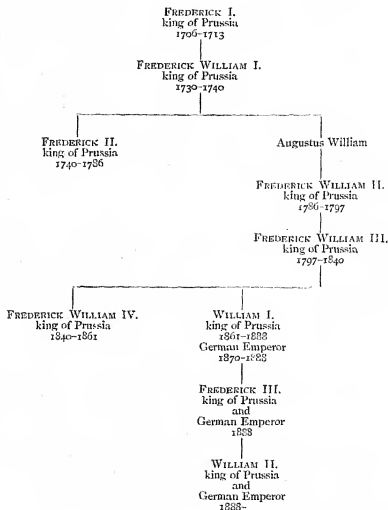 FREDERICK I.
king of Prussia
1706-1713
FREDERICK WILLIAM I.
king of Prussia
1730-1740
FREDERICK II.
king of Prussia
1740-1786
Augustus William
FREDERICK WILLIAM II.
king of Prussia
1786-1797
FREDERICK WILLIAM III.
king of Prussia
1797-1840
FREDERICK WILLIAM IV.
king of Prussia
1840-1861
WILLIAM I.
king of Prussia
1861-1888
German Emperor
1870-1888
FREDERICK III.
king of Prussia
and
German Emperor
1888
WILLIAM II.
king of Prussia
and
German Emperor
1888-